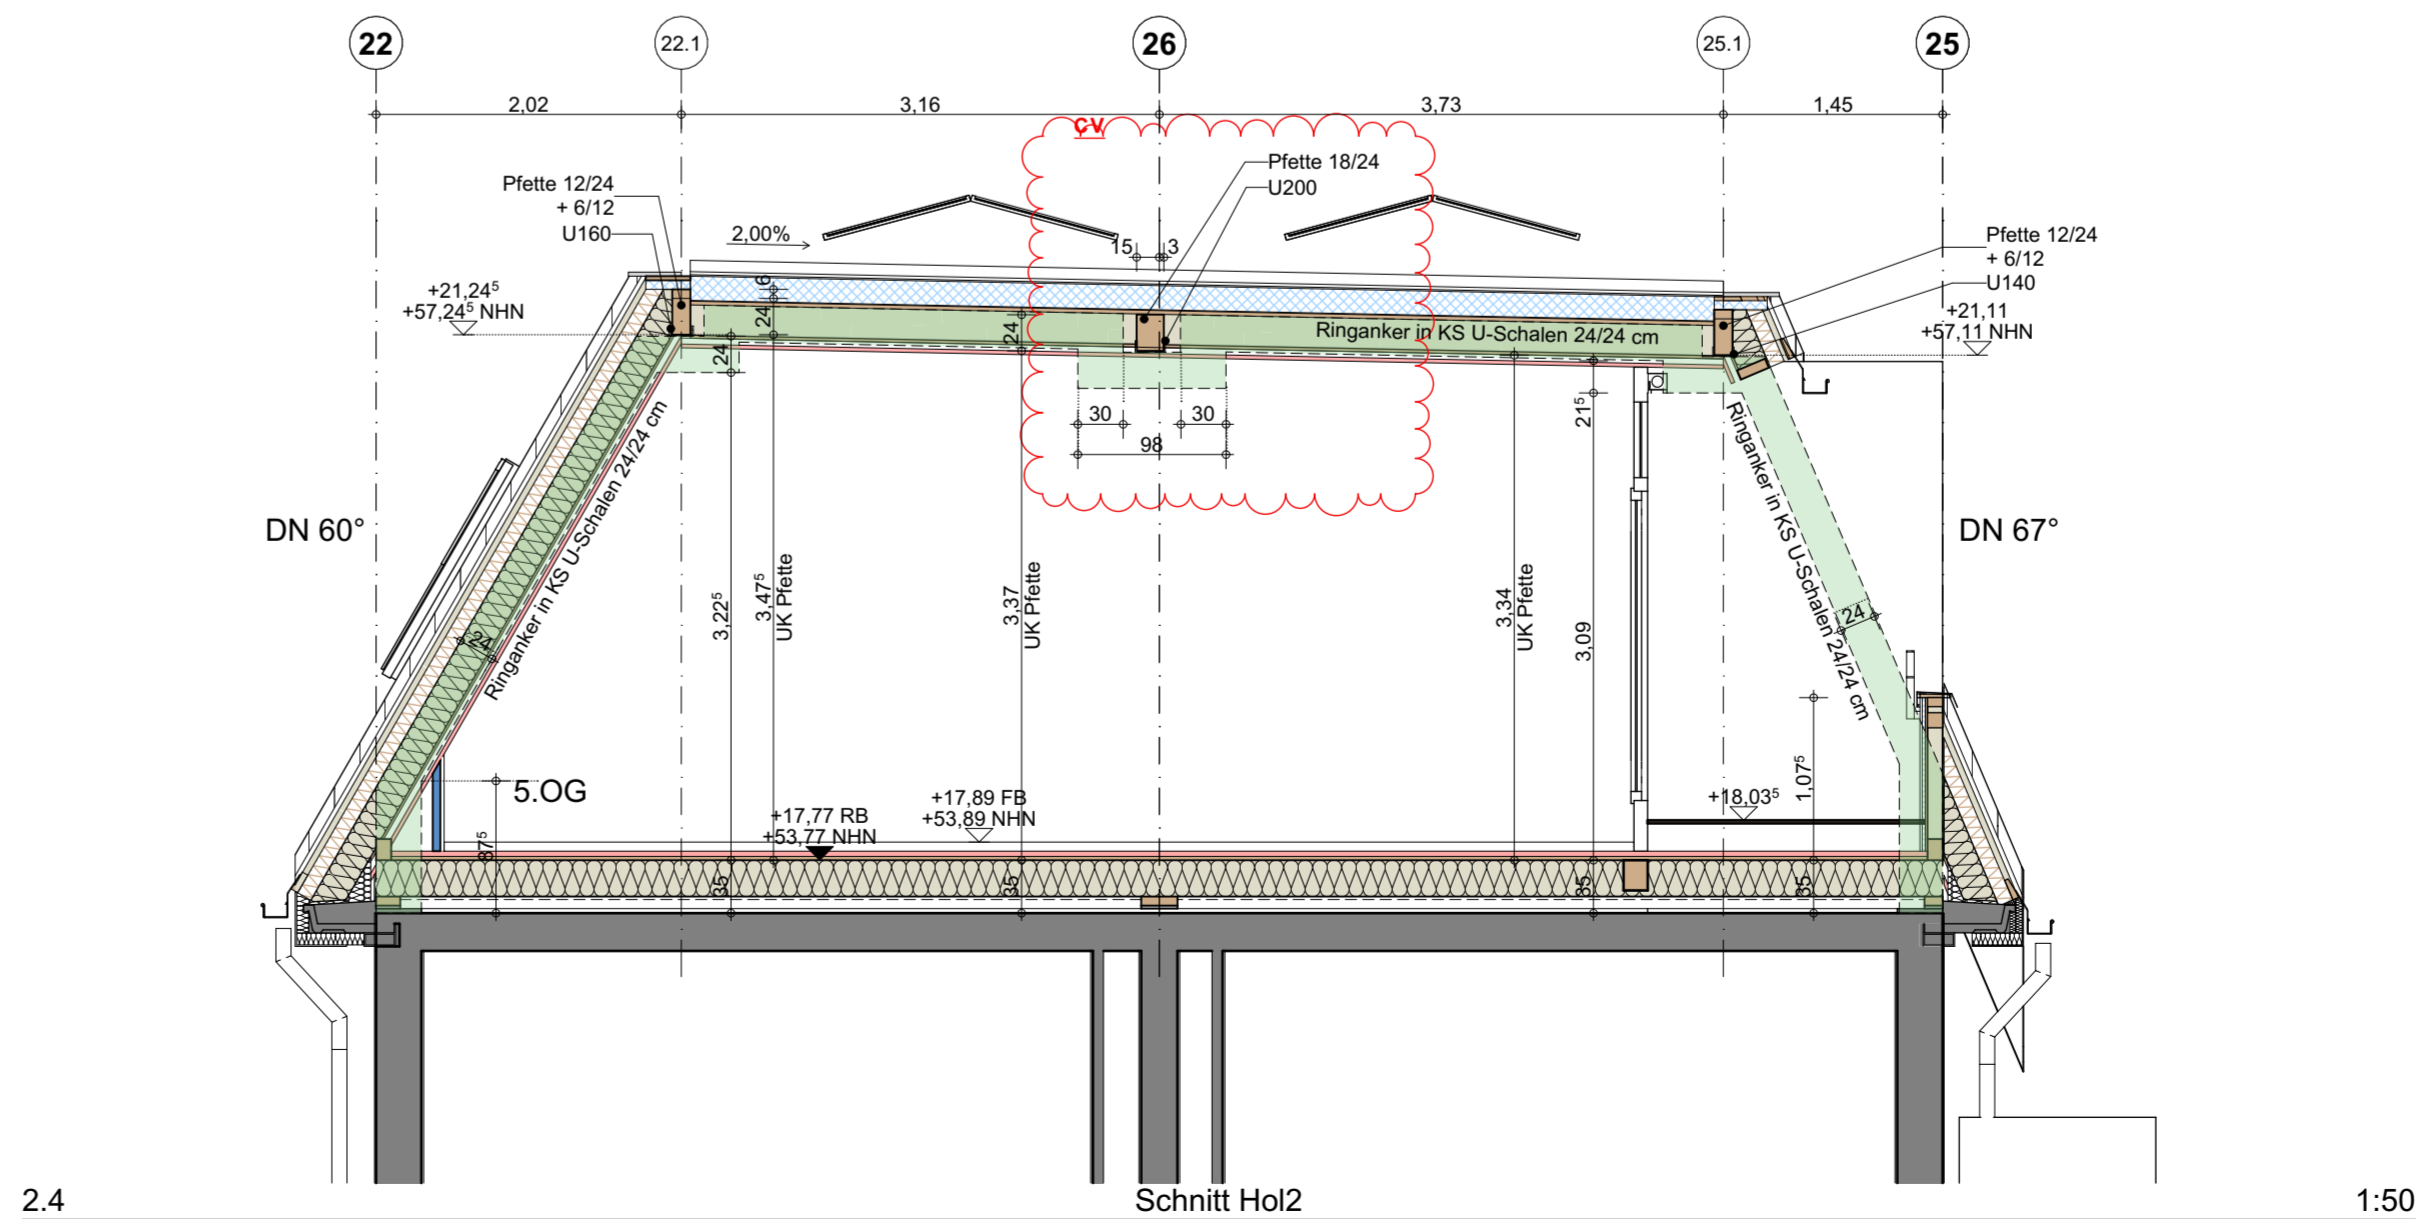 22
22.1
26
25.1
25
2,02
3,16
3,73
1,45
CV
Pfette 18/24
U200
Pfette 12/24
+ 6/12
U160
2,00%
15
3
Pfette 12/24
+ 6/12
U140
+21,24⁵
+57,24⁵ NHN
+21,11
+57,11 NHN
6
24
24
24
Ringanker in KS U-Schalen 24/24 cm
30
30
98
21⁵
Ringanker in KS U-Schalen 24/24 cm
Ringanker in KS U-Schalen 24/24 cm
DN 60°
DN 67°
24
24
3,22⁵
3,47⁵
UK Pfette
3,37
UK Pfette
3,34
UK Pfette
3,09
1,07⁵
5.OG
87⁵
+17,77 RB
+53,77 NHN
+17,89 FB
+53,89 NHN
+18,03⁵
35
35
35
35
2.4
Schnitt Hol2
1:50